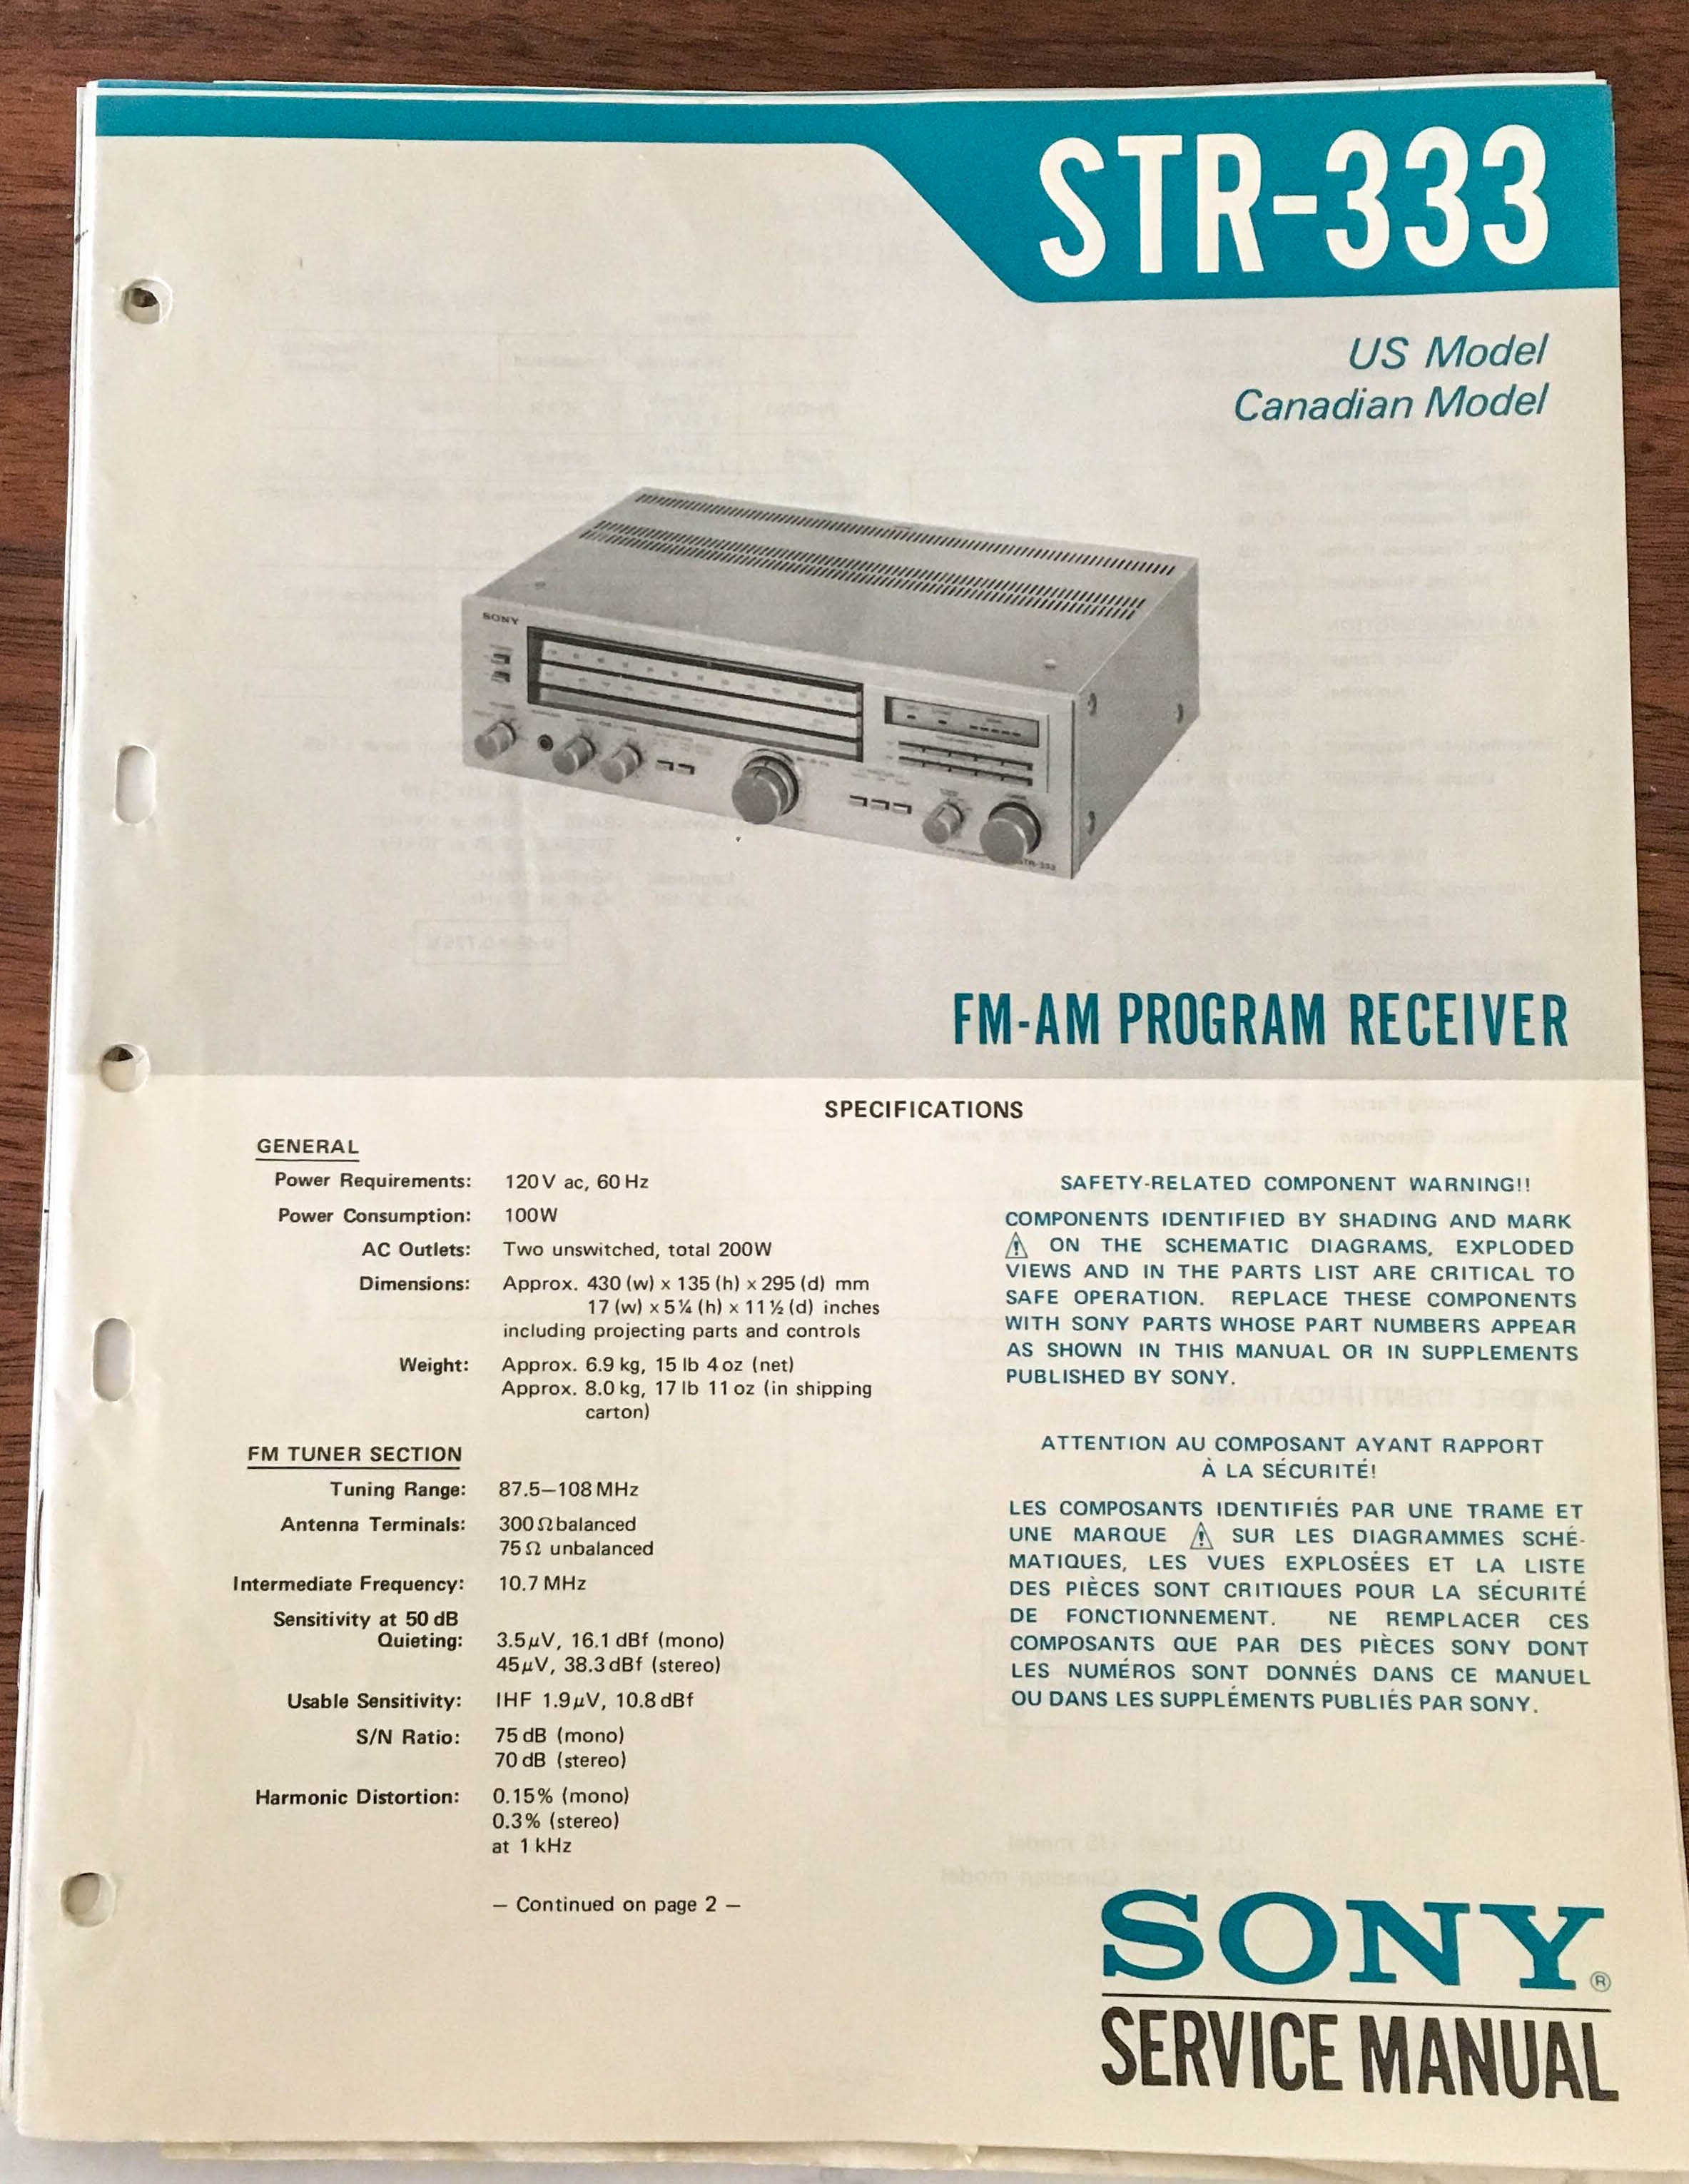 STR-333
US Model
Canadian Model
SONY
STR-333
FM-AM PROGRAM RECEIVER
SPECIFICATIONS
GENERAL
Power Requirements: 120V ac, 60Hz
Power Consumption: 100W
AC Outlets: Two unswitched, total 200W
Dimensions: Approx. 430 (w) x 135 (h) x 295 (d) mm
17 (w) x 5¼ (h) x 11½ (d) inches
including projecting parts and controls
Weight: Approx. 6.9 kg, 15 lb 4 oz (net)
Approx. 8.0 kg, 17 lb 11 oz (in shipping
carton)
FM TUNER SECTION
Tuning Range: 87.5–108 MHz
Antenna Terminals: 300 Ω balanced
75 Ω unbalanced
Intermediate Frequency: 10.7 MHz
Sensitivity at 50 dB
Quieting: 3.5 µV, 16.1 dBf (mono)
45 µV, 38.3 dBf (stereo)
Usable Sensitivity: IHF 1.9 µV, 10.8 dBf
S/N Ratio: 75 dB (mono)
70 dB (stereo)
Harmonic Distortion: 0.15% (mono)
0.3% (stereo)
at 1 kHz
— Continued on page 2 —
SAFETY-RELATED COMPONENT WARNING!!
COMPONENTS IDENTIFIED BY SHADING AND MARK
⚠ ON THE SCHEMATIC DIAGRAMS, EXPLODED
VIEWS AND IN THE PARTS LIST ARE CRITICAL TO
SAFE OPERATION. REPLACE THESE COMPONENTS
WITH SONY PARTS WHOSE PART NUMBERS APPEAR
AS SHOWN IN THIS MANUAL OR IN SUPPLEMENTS
PUBLISHED BY SONY.
ATTENTION AU COMPOSANT AYANT RAPPORT
À LA SÉCURITÉ!
LES COMPOSANTS IDENTIFIÉS PAR UNE TRAME ET
UNE MARQUE ⚠ SUR LES DIAGRAMMES SCHÉ-
MATIQUES, LES VUES EXPLOSÉES ET LA LISTE
DES PIÈCES SONT CRITIQUES POUR LA SÉCURITÉ
DE FONCTIONNEMENT. NE REMPLACER CES
COMPOSANTS QUE PAR DES PIÈCES SONY DONT
LES NUMÉROS SONT DONNÉS DANS CE MANUEL
OU DANS LES SUPPLÉMENTS PUBLIÉS PAR SONY.
SONY®
SERVICE MANUAL